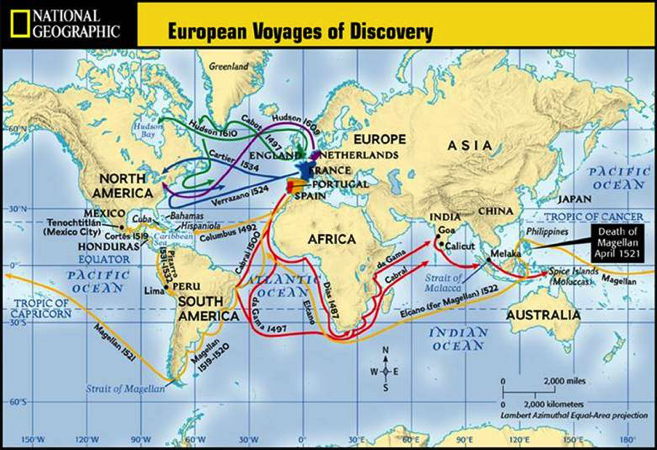 NATIONAL
GEOGRAPHIC
European Voyages of Discovery
Greenland
Hudson
Bay
60°N
Hudson 1610
Cabot 1497
Hudson 1609
Cartier 1534
Verrazano 1524
ENGLAND
NETHERLANDS
FRANCE
PORTUGAL
SPAIN
EUROPE
ASIA
NORTH
AMERICA
PACIFIC
OCEAN
JAPAN
CHINA
30°N
TROPIC OF CANCER
MEXICO
Tenochtitlán
(Mexico City)
Cortés 1519
HONDURAS
Cuba
Bahamas
Hispaniola
Caribbean
Sea
Columbus 1492
AFRICA
INDIA
Goa
Calicut
Philippines
Death of
Magellan
April 1521
EQUATOR
PACIFIC
OCEAN
Pizarro
1531-1532
Lima
PERU
SOUTH
AMERICA
Cabral 1500
ATLANTIC
OCEAN
da Gama 1497
Elcano
Dias 1487
da Gama
Cabral
Melaka
Strait of
Malacca
Spice Islands
(Moluccas)
Magellan
Elcano (for Magellan) 1522
TROPIC OF
CAPRICORN
30°S
AUSTRALIA
INDIAN
OCEAN
Magellan 1521
Magellan
1519-1520
Strait of Magellan
N
W
E
S
0
2,000 miles
0
2,000 kilometers
Lambert Azimuthal Equal-Area projection
60°S
150°W
120°W
90°W
60°W
30°W
0°
30°E
60°E
90°E
120°E
150°E